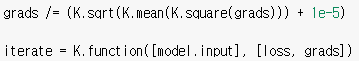 grads /= (K.sqrt(K.mean(K.square(grads))) + 1e-5)
iterate = K.function([model.input], [loss, grads])